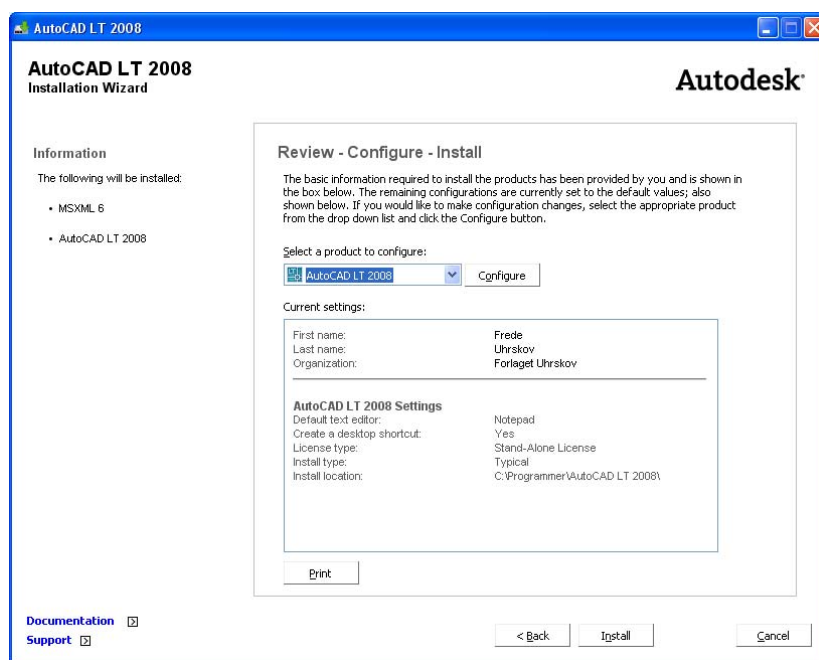 AutoCAD LT 2008
AutoCAD LT 2008
Installation Wizard
Autodesk
Information
The following will be installed:
• MSXML 6
• AutoCAD LT 2008
Review - Configure - Install
The basic information required to install the products has been provided by you and is shown in
the box below. The remaining configurations are currently set to the default values; also
shown below. If you would like to make configuration changes, select the appropriate product
from the drop down list and click the Configure button.
Select a product to configure:
AutoCAD LT 2008
Configure
Current settings:
First name: Frede
Last name: Uhrskov
Organization: Forlaget Uhrskov
AutoCAD LT 2008 Settings
Default text editor: Notepad
Create a desktop shortcut: Yes
License type: Stand-Alone License
Install type: Typical
Install location: C:\Programmer\AutoCAD LT 2008\
Print
Documentation
Support
< Back
Install
Cancel